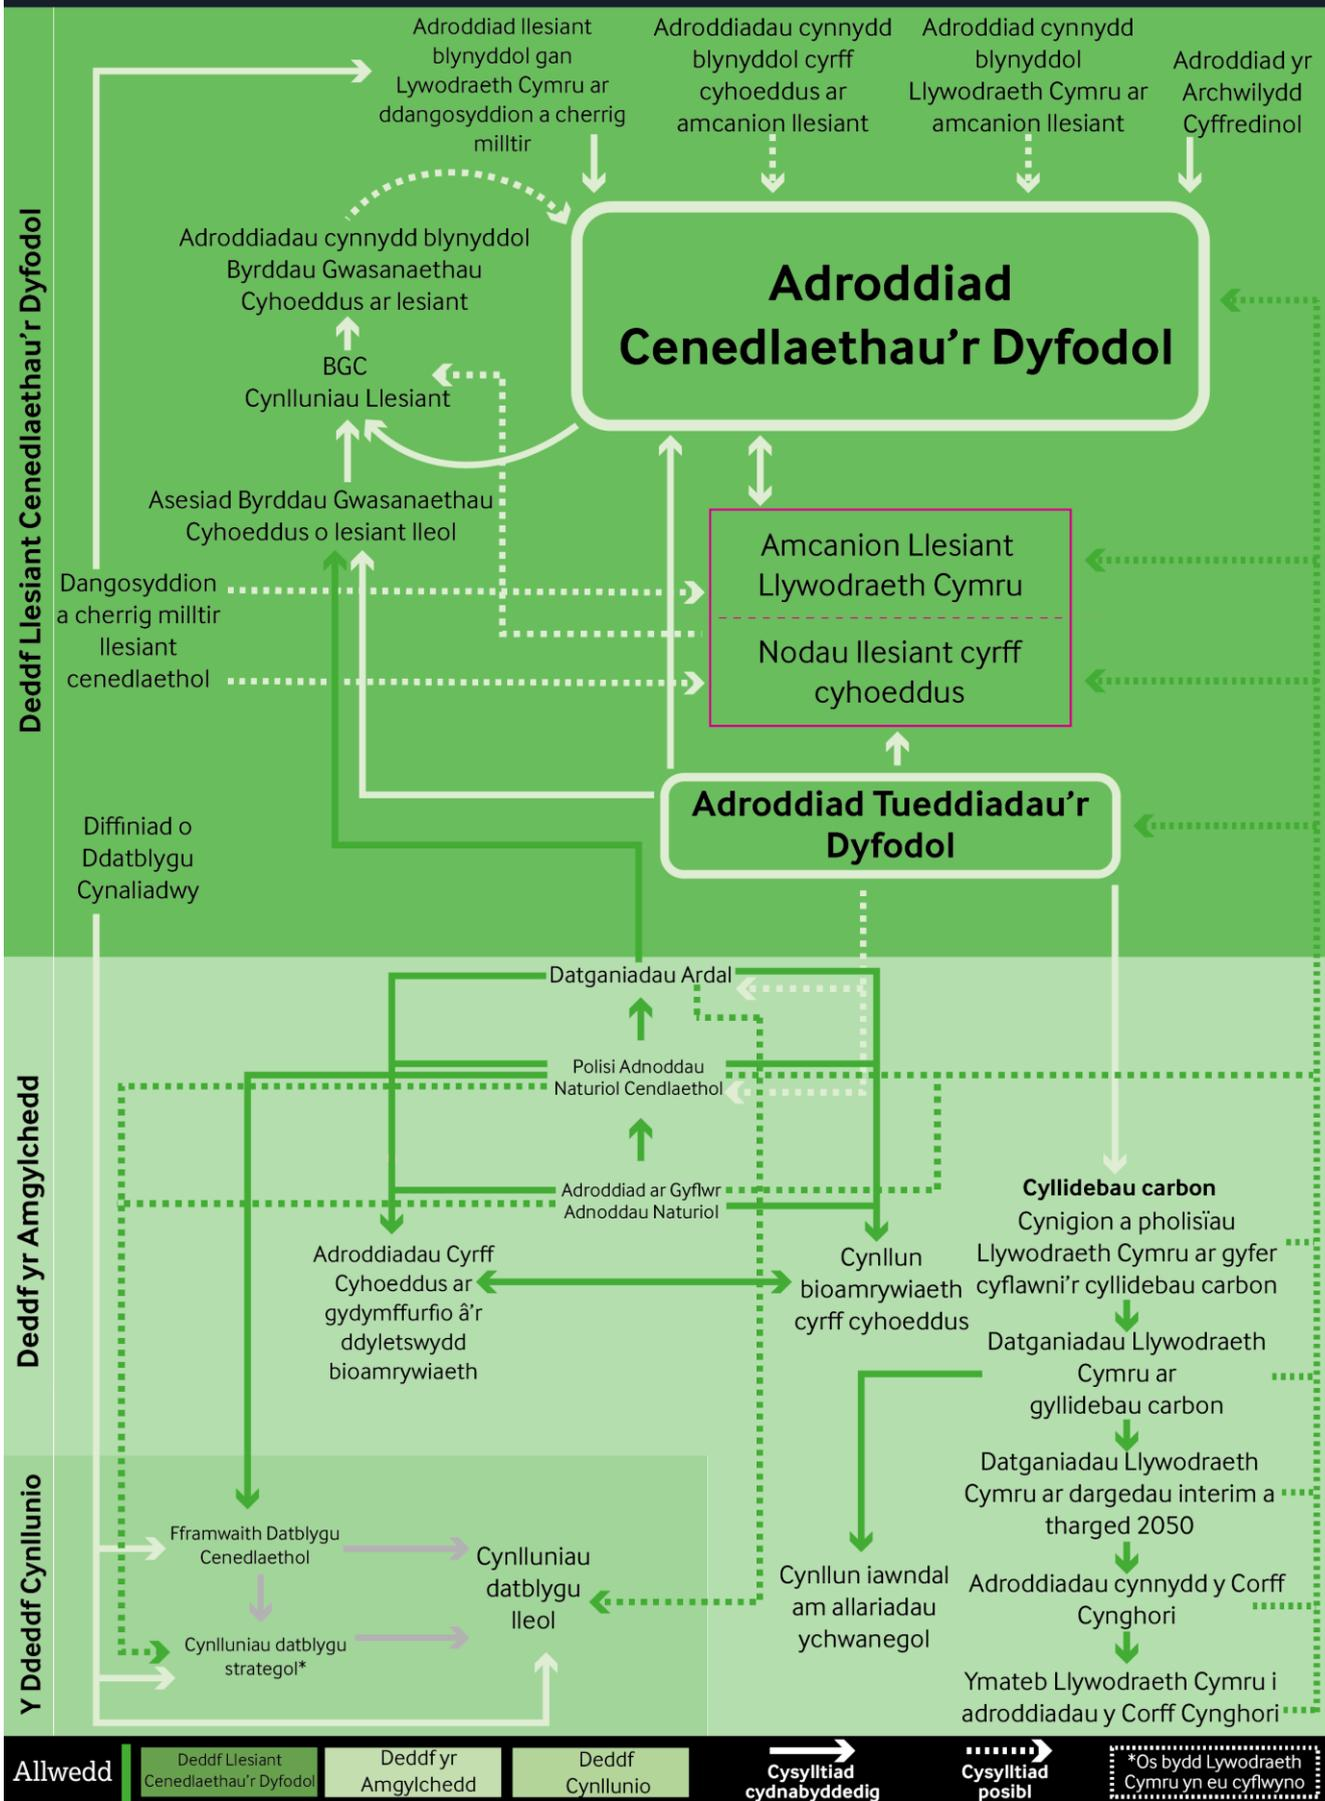 Adroddiad llesiant
blynyddol gan
Lywodraeth Cymru ar
ddangosyddion a cherrig
milltir
Adroddiadau cynnydd
blynyddol cyrff
cyhoeddus ar
amcanion llesiant
Adroddiad cynnydd
blynyddol
Llywodraeth Cymru ar
amcanion llesiant
Adroddiad yr
Archwilydd
Cyffredinol
Deddf Llesiant Cenedlaethau'r Dyfodol
Adroddiadau cynnydd blynyddol
Byrddau Gwasanaethau
Cyhoeddus ar lesiant
Adroddiad
Cenedlaethau'r Dyfodol
BGC
Cynlluniau Llesiant
Asesiad Byrddau Gwasanaethau
Cyhoeddus o lesiant lleol
Amcanion Llesiant
Llywodraeth Cymru
Nodau llesiant cyrff
cyhoeddus
Dangosyddion
a cherrig milltir
llesiant
cenedlaethol
Adroddiad Tueddiadau'r
Dyfodol
Diffiniad o
Ddatblygu
Cynaliadwy
Deddf yr Amgylchedd
Datganiadau Ardal
Polisi Adnoddau
Naturiol Cendlaethol
Adroddiad ar Gyflwr
Adnoddau Naturiol
Adroddiadau Cyrff
Cyhoeddus ar
gydymffurfio â'r
ddyletswydd
bioamrywiaeth
Cynllun
bioamrywiaeth
cyrff cyhoeddus
Cyllidebau carbon
Cynigion a pholisïau
Llywodraeth Cymru ar gyfer
cyflawni'r cyllidebau carbon
Datganiadau Llywodraeth
Cymru ar
gyllidebau carbon
Datganiadau Llywodraeth
Cymru ar dargedau interim a
tharged 2050
Adroddiadau cynnydd y Corff
Cynghori
Ymateb Llywodraeth Cymru i
adroddiadau y Corff Cynghori
Cynllun iawndal
am allariadau
ychwanegol
Y Ddeddf Cynllunio
Fframwaith Datblygu
Cenedlaethol
Cynlluniau datblygu
strategol*
Cynlluniau
datblygu
lleol
Allwedd
Deddf Llesiant
Cenedlaethau'r Dyfodol
Deddf yr
Amgylchedd
Deddf
Cynllunio
Cysylltiad
cydnabyddedig
Cysylltiad
posibl
*Os bydd Lywodraeth
Cymru yn eu cyflwyno